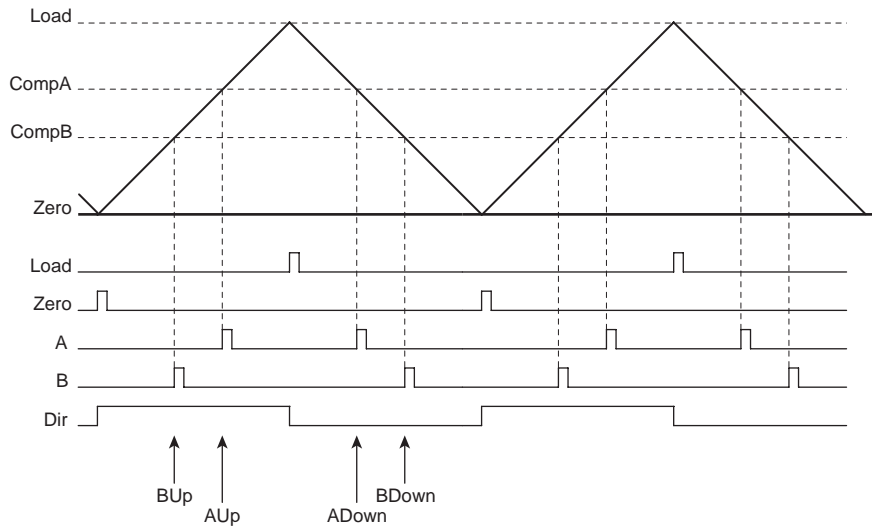 Load
CompA
CompB
Zero
Load
Zero
A
B
Dir
BUp
BDown
AUp
ADown